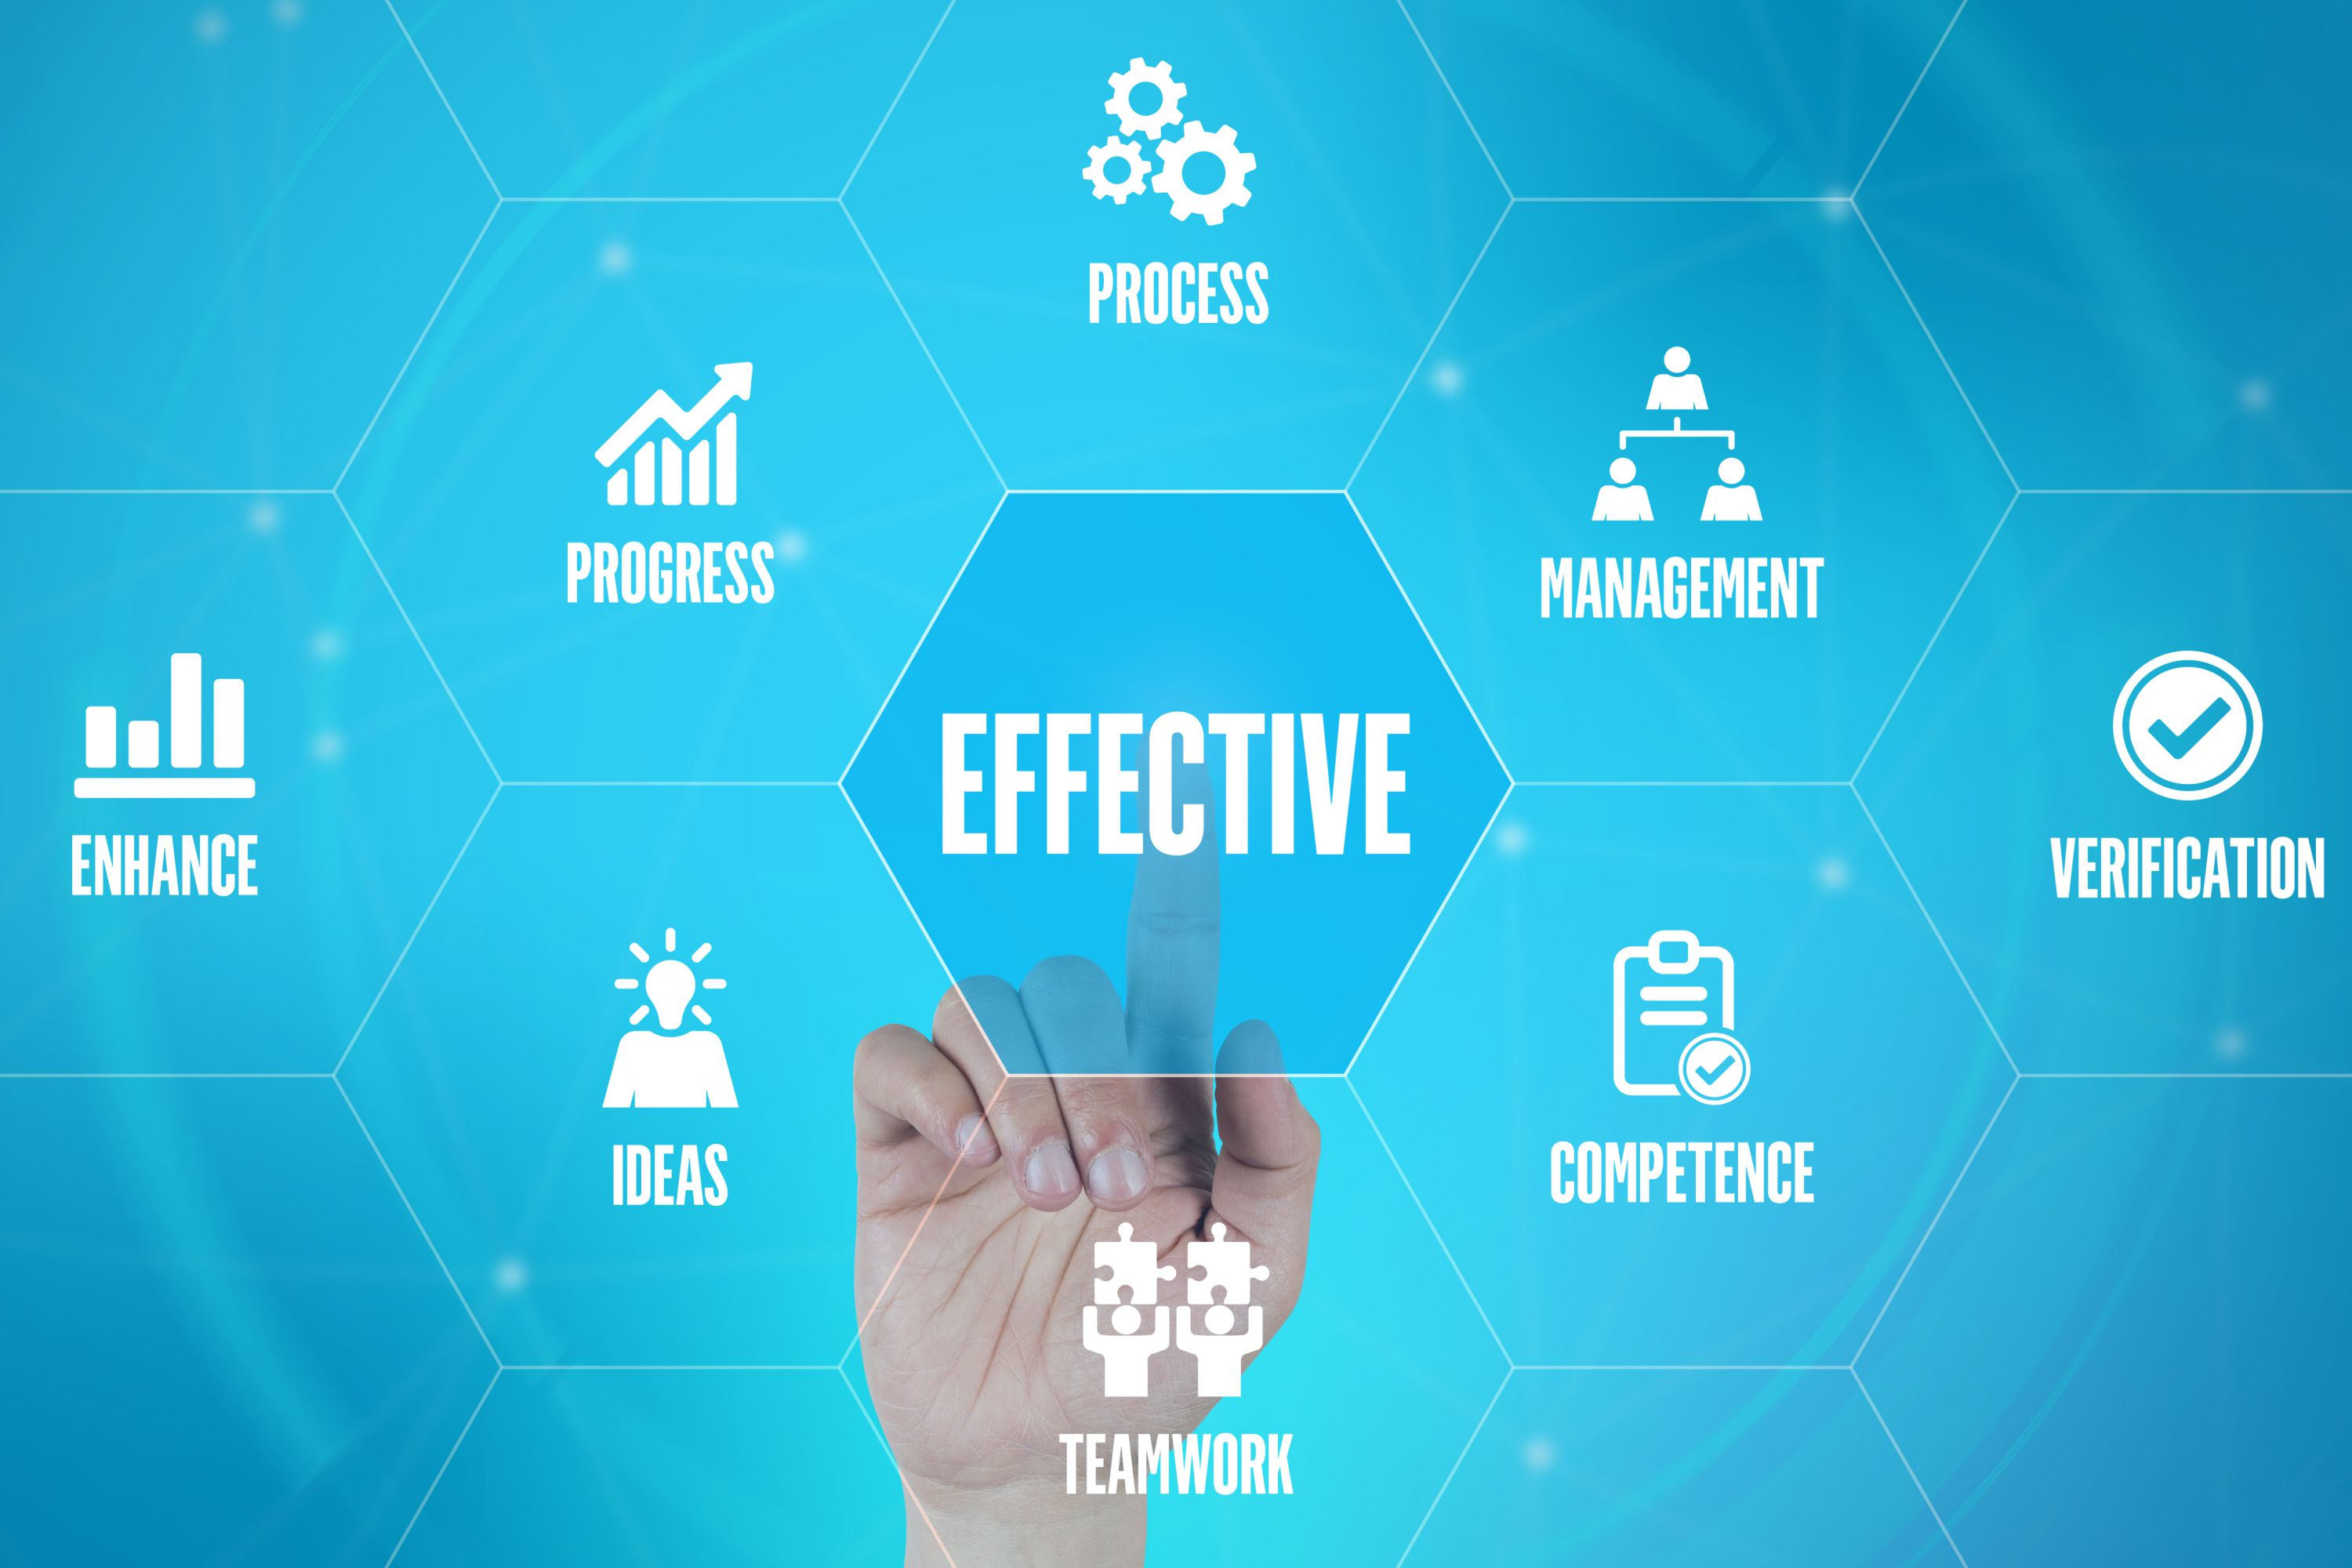 PROCESS
PROGRESS
MANAGEMENT
EFFECTIVE
ENHANCE
VERIFICATION
IDEAS
COMPETENCE
TEAMWORK